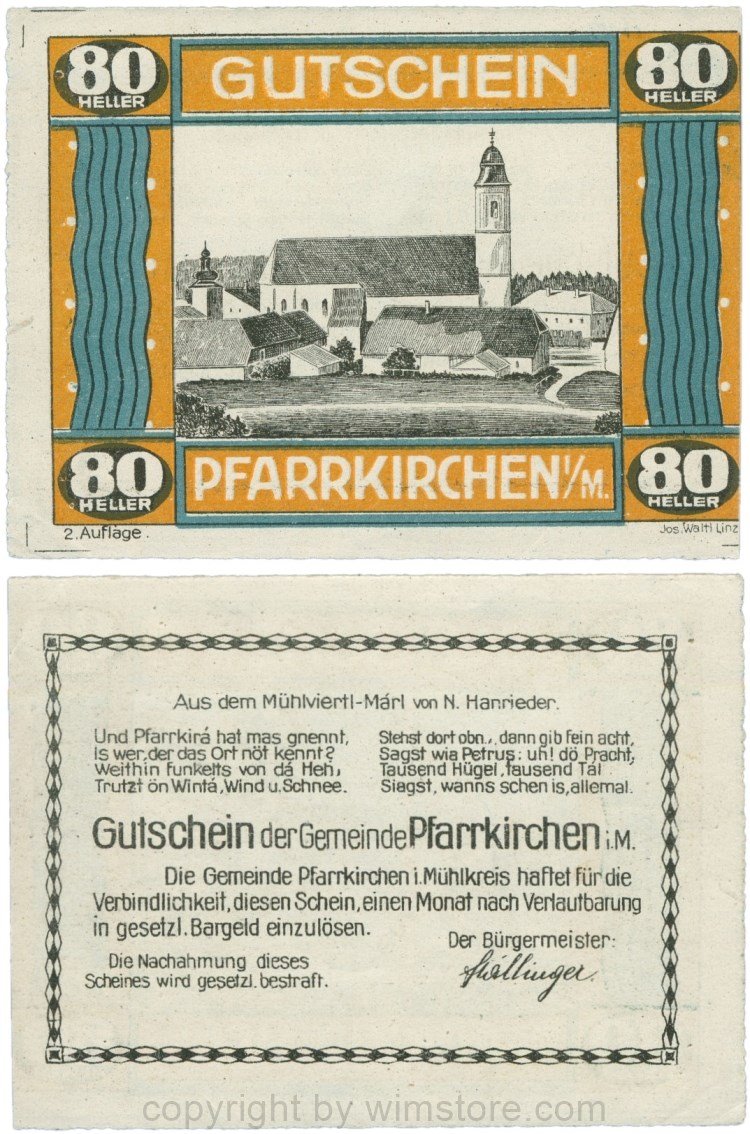 80 HELLER
GUTSCHEIN
80 HELLER
80 HELLER
PFARRKIRCHEN i/M.
80 HELLER
2. Auflage.
Jos. Waltl Linz
Aus dem Mühlviertl-Márl von N. Hanrieder.
Und Pfarrkirá hat mas gnennt,
Is wer, der das Ort nöt kennt?
Weithin funkelts von dá Heh,
Trutzt ön Wintá, Wind u. Schnee.
Stehst dort obn., dann gib fein acht,
Sagst wia Petrus: uh! dö Pracht,
Tausend Hügel, tausend Tal
Siagst, wanns schen is, allemal.
Gutschein der Gemeinde Pfarrkirchen i. M.
Die Gemeinde Pfarrkirchen i. Mühlkreis haftet für die
Verbindlichkeit, diesen Schein, einen Monat nach Verlautbarung
in gesetzl. Bargeld einzulösen.
Der Bürgermeister:
Die Nachahmung dieses
Scheines wird gesetzl. bestraft.
copyright by wimstore.com